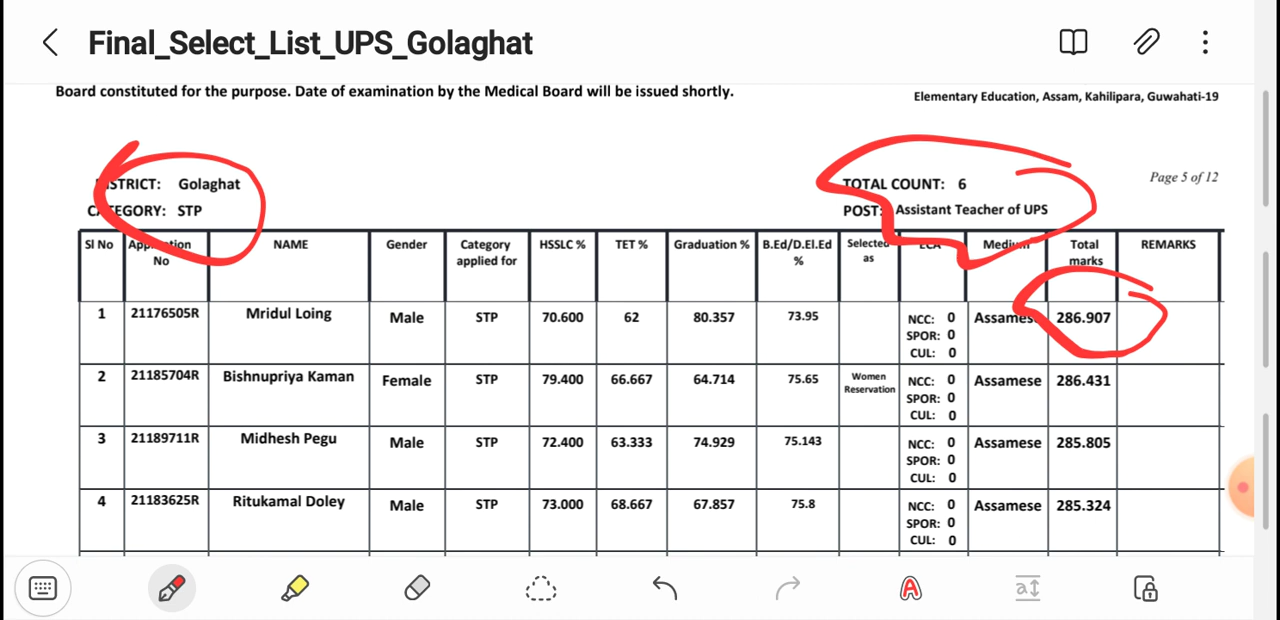 Final_Select_List_UPS_Golaghat
Board constituted for the purpose. Date of examination by the Medical Board will be issued shortly.
Elementary Education, Assam, Kahilipara, Guwahati-19
Page 5 of 12
DISTRICT: Golaghat
TOTAL COUNT: 6
CATEGORY: STP
POST: Assistant Teacher of UPS
Sl No Application No NAME Gender Category applied for HSSLC % TET % Graduation % B.Ed/D.El.Ed % Selected as ECA Medium Total marks REMARKS
1 21176505R Mridul Loing Male STP 70.600 62 80.357 73.95 NCC: 0 Assamese 286.907
SPOR: 0
CUL: 0
2 21185704R Bishnupriya Kaman Female STP 79.400 66.667 64.714 75.65 Women Reservation NCC: 0 Assamese 286.431
SPOR: 0
CUL: 0
3 21189711R Midhesh Pegu Male STP 72.400 63.333 74.929 75.143 NCC: 0 Assamese 285.805
SPOR: 0
CUL: 0
4 21183625R Ritukamal Doley Male STP 73.000 68.667 67.857 75.8 NCC: 0 Assamese 285.324
SPOR: 0
CUL: 0